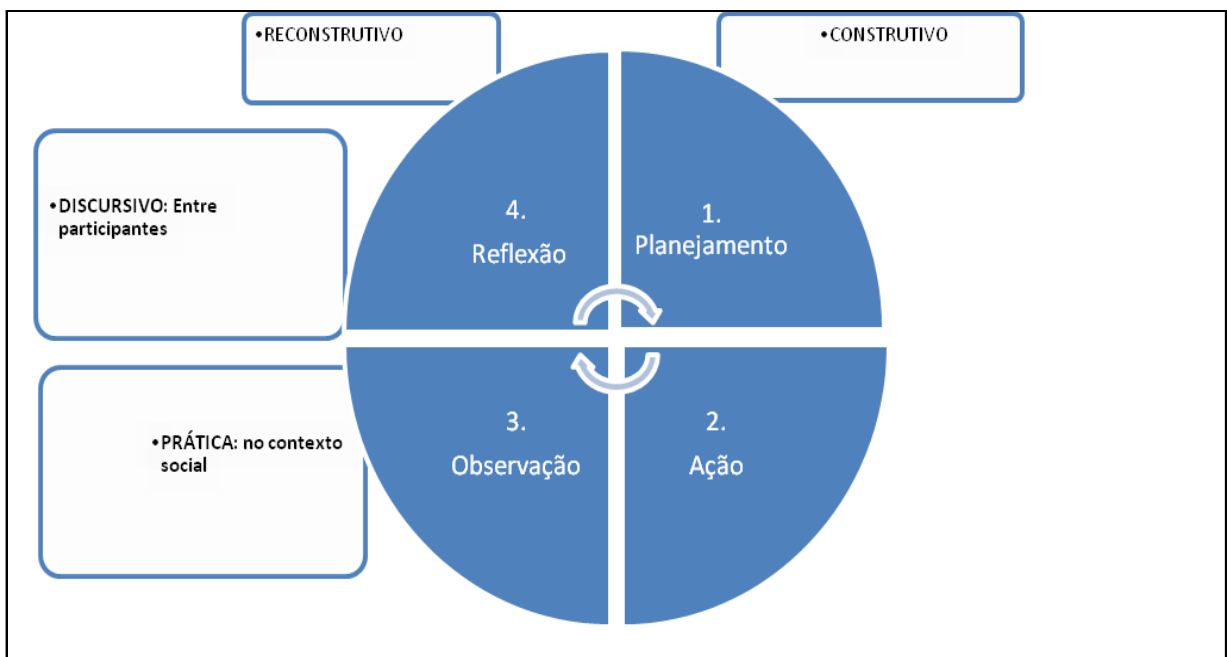 •RECONSTRUTIVO
•CONSTRUTIVO
•DISCURSIVO: Entre
participantes
4.
Reflexão
1.
Planejamento
•PRÁTICA: no contexto
social
3.
Observação
2.
Ação